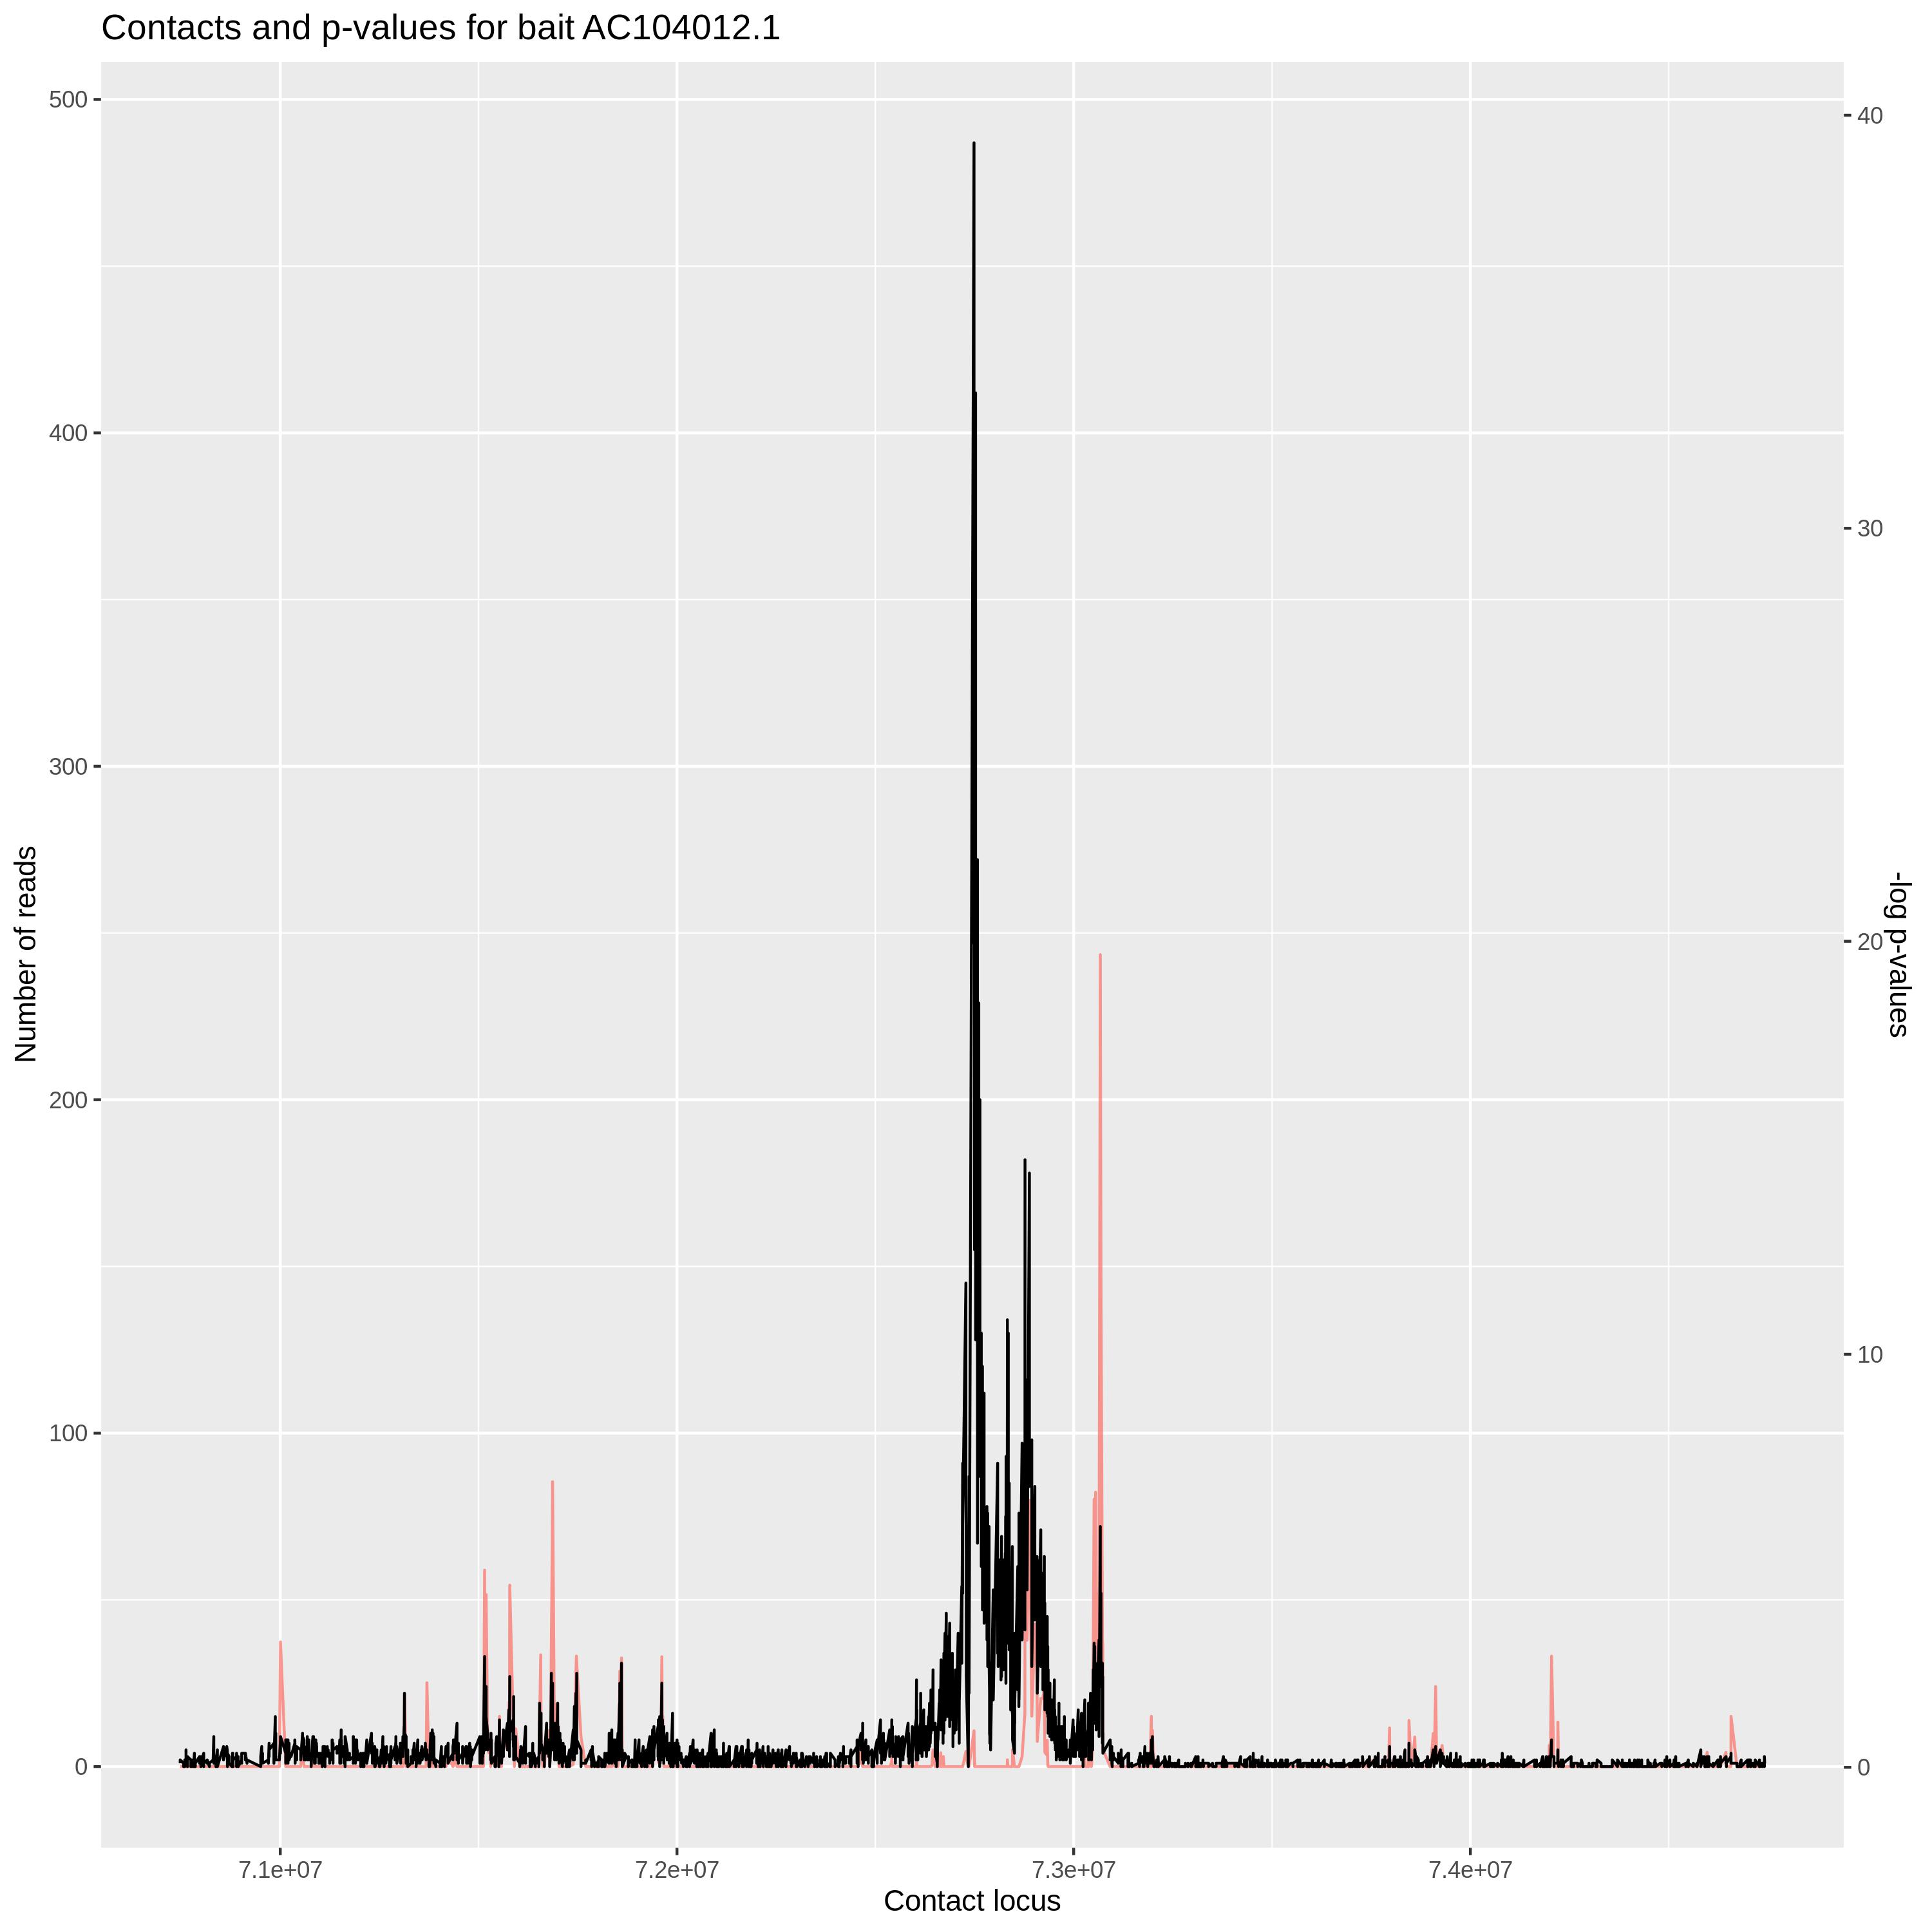 Contacts and p-values for bait AC104012.1
500
400
300
200
100
0
Number of reads
40
30
20
10
0
-log p-values
7.1e+07 7.2e+07 7.3e+07 7.4e+07
Contact locus